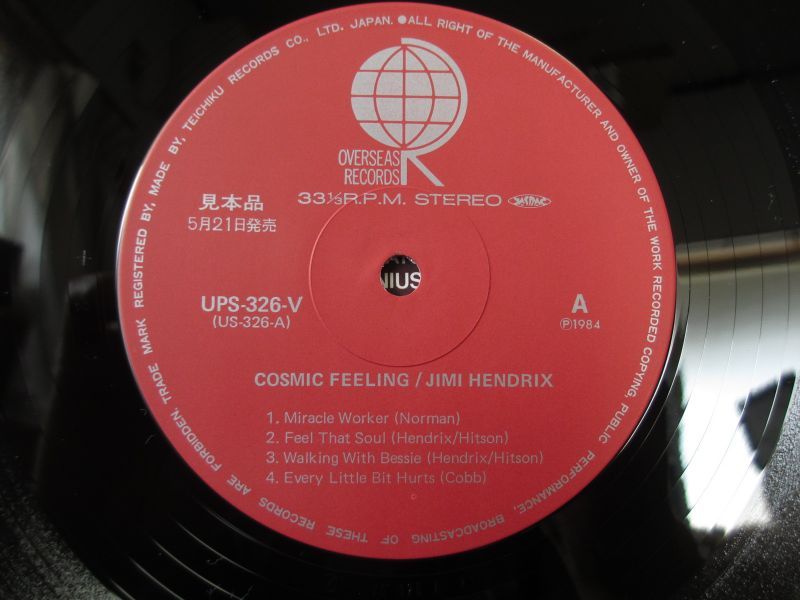 REGISTERED BY, MADE BY, TEICHIKU RECORDS CO., LTD. JAPAN. ●ALL RIGHT OF THE MANUFACTURER AND OWNER OF THE WORK RECORDED COPYING, PUBLIC PERFORMANCE, BROADCASTING OF THESE RECORDS ARE FORBIDDEN, TRADE MARK
OVERSEAS
RECORDS
33⅓R.P.M. STEREO
見本品
5月21日発売
NIUS
UPS-326-V
(US-326-A)
A
Ⓟ1984
COSMIC FEELING / JIMI HENDRIX
1. Miracle Worker (Norman)
2. Feel That Soul (Hendrix/Hitson)
3. Walking With Bessie (Hendrix/Hitson)
4. Every Little Bit Hurts (Cobb)